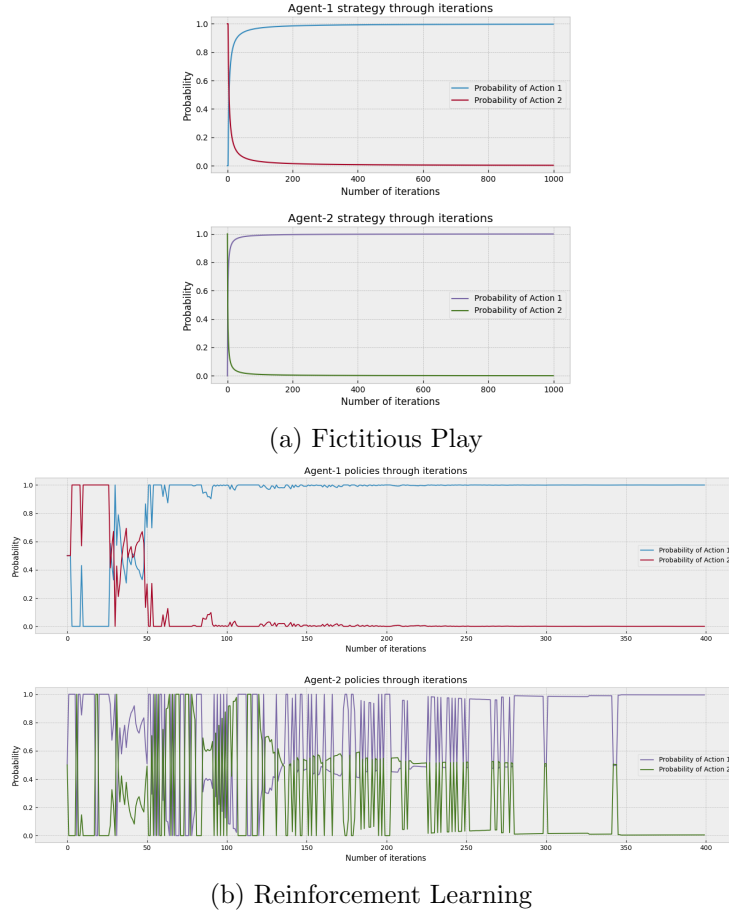 Agent-1 strategy through iterations
1.0
0.8
0.6
0.4
0.2
0.0
Probability
Probability of Action 1
Probability of Action 2
0 200 400 600 800 1000
Number of iterations
Agent-2 strategy through iterations
1.0
0.8
0.6
0.4
0.2
0.0
Probability
Probability of Action 1
Probability of Action 2
0 200 400 600 800 1000
Number of iterations
(a) Fictitious Play
Agent-1 policies through iterations
1.0
0.8
0.6
0.4
0.2
0.0
Probability
Probability of Action 1
Probability of Action 2
0 50 100 150 200 250 300 350 400
Number of iterations
Agent-2 policies through iterations
1.0
0.8
0.6
0.4
0.2
0.0
Probability
Probability of Action 1
Probability of Action 2
0 50 100 150 200 250 300 350 400
Number of iterations
(b) Reinforcement Learning